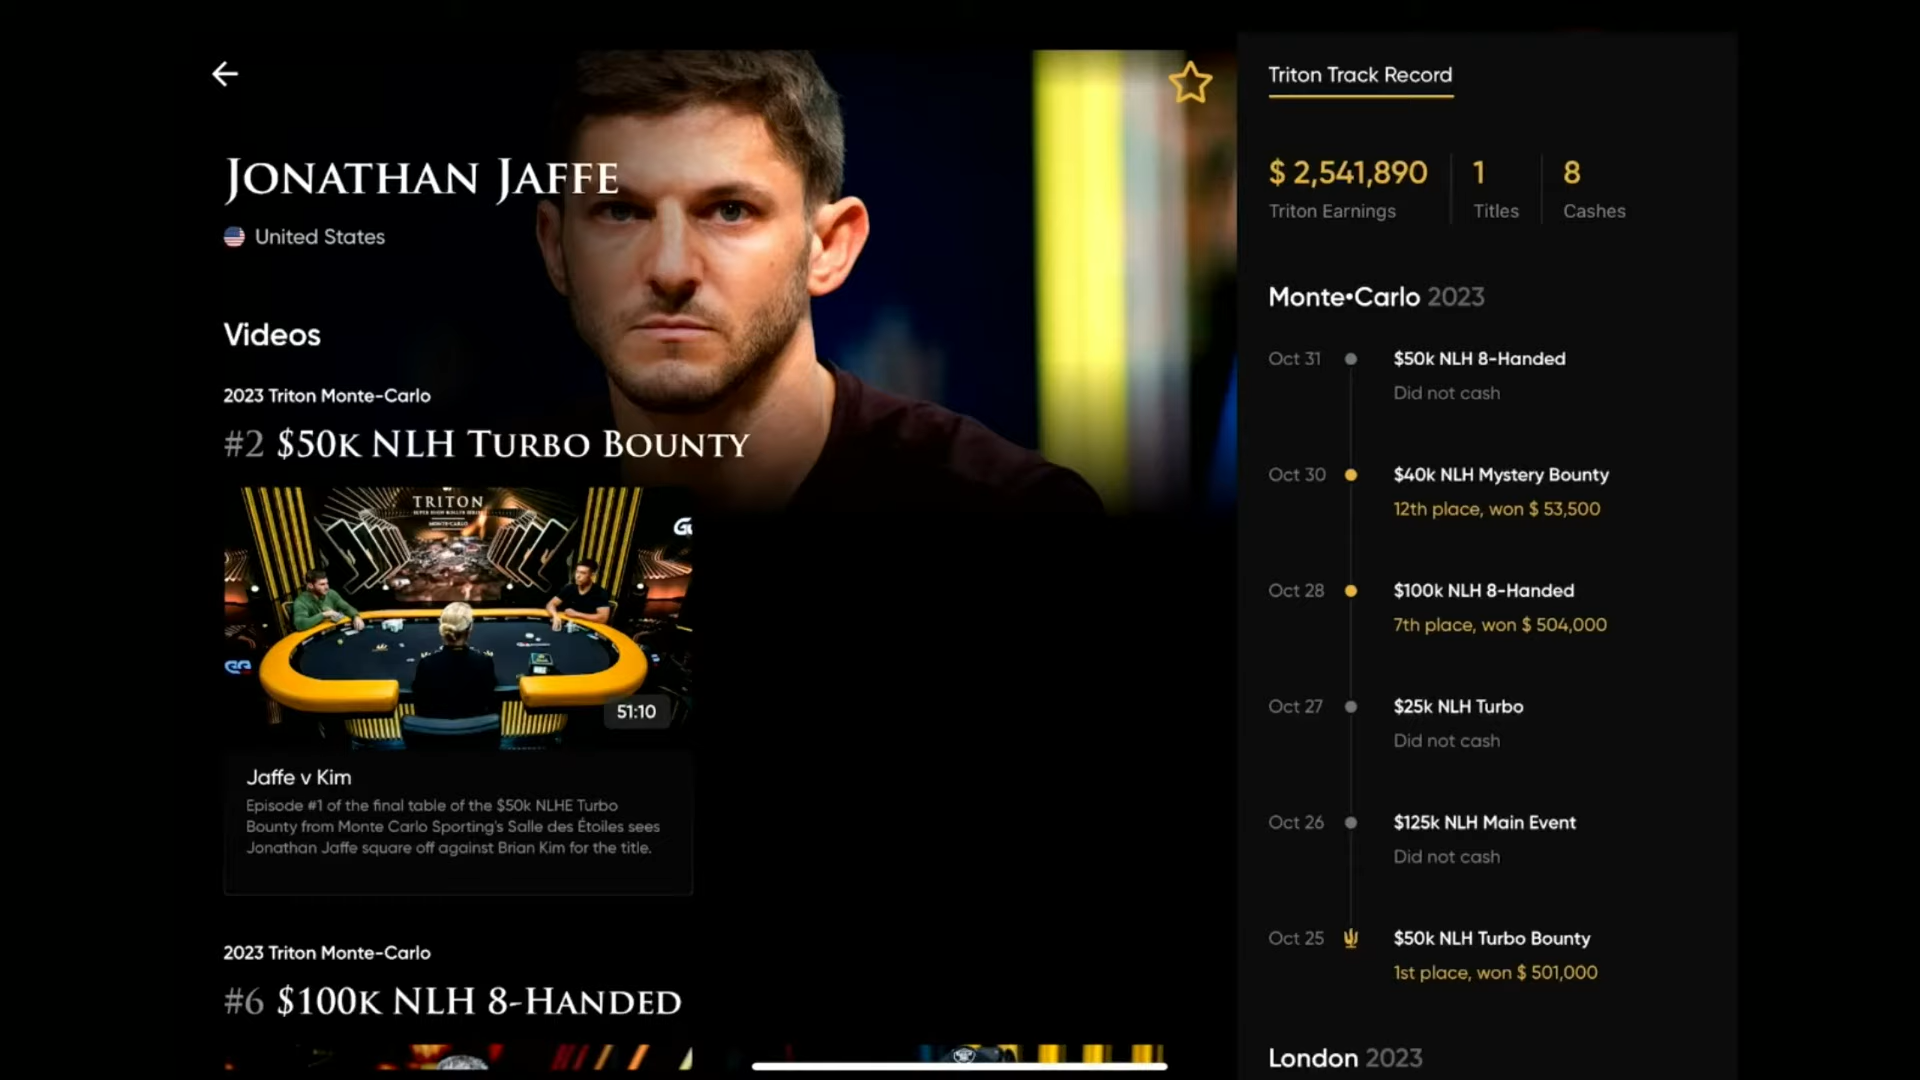 Jonathan Jaffe
United States
Videos
2023 Triton Monte-Carlo
#2 $50k NLH Turbo Bounty
TRITON
51:10
Jaffe v Kim
Episode #1 of the final table of the $50k NLHE Turbo
Bounty from Monte Carlo Sporting's Salle des Étoiles sees
Jonathan Jaffe square off against Brian Kim for the title.
2023 Triton Monte-Carlo
#6 $100k NLH 8-Handed
Triton Track Record
$ 2,541,890
Triton Earnings
1
Titles
8
Cashes
Monte•Carlo 2023
Oct 31
$50k NLH 8-Handed
Did not cash
Oct 30
$40k NLH Mystery Bounty
12th place, won $ 53,500
Oct 28
$100k NLH 8-Handed
7th place, won $ 504,000
Oct 27
$25k NLH Turbo
Did not cash
Oct 26
$125k NLH Main Event
Did not cash
Oct 25
$50k NLH Turbo Bounty
1st place, won $ 501,000
London 2023